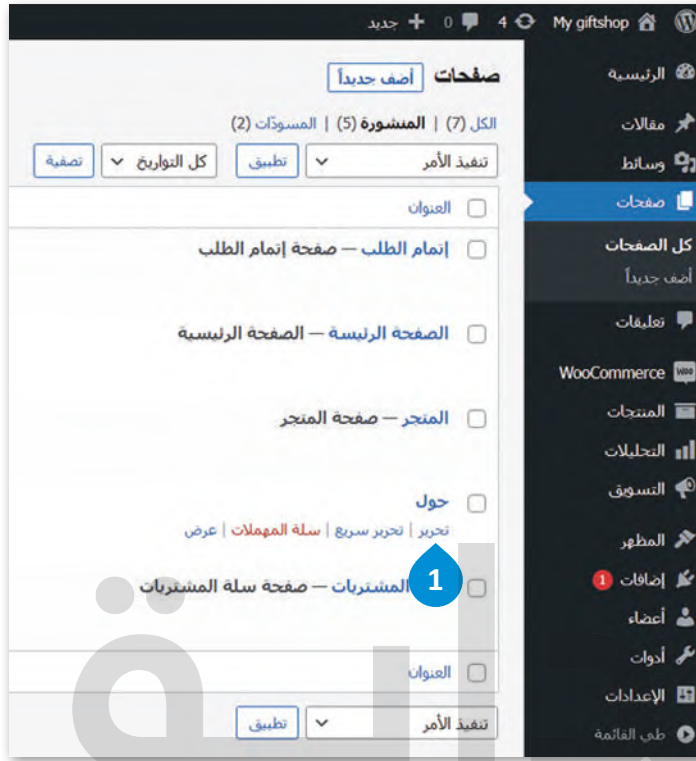 My giftshop 4 0 + جديد
الرئيسية
مقالات
وسائط
صفحات
كل الصفحات
أضف جديداً
تعليقات
WooCommerce
المنتجات
التحليلات
التسويق
المظهر
إضافات 1
أعضاء
أدوات
الإعدادات
طي القائمة
صفحات أضف جديداً
الكل (7) | المنشورة (5) | المسودّات (2)
تنفيذ الأمر تطبيق كل التواريخ تصفية
العنوان
إتمام الطلب — صفحة إتمام الطلب
الصفحة الرئيسة — الصفحة الرئيسية
المتجر — صفحة المتجر
حول
تحرير | تحرير سريع | سلة المهملات | عرض
1
المشتريات — صفحة سلة المشتريات
العنوان
تنفيذ الأمر تطبيق